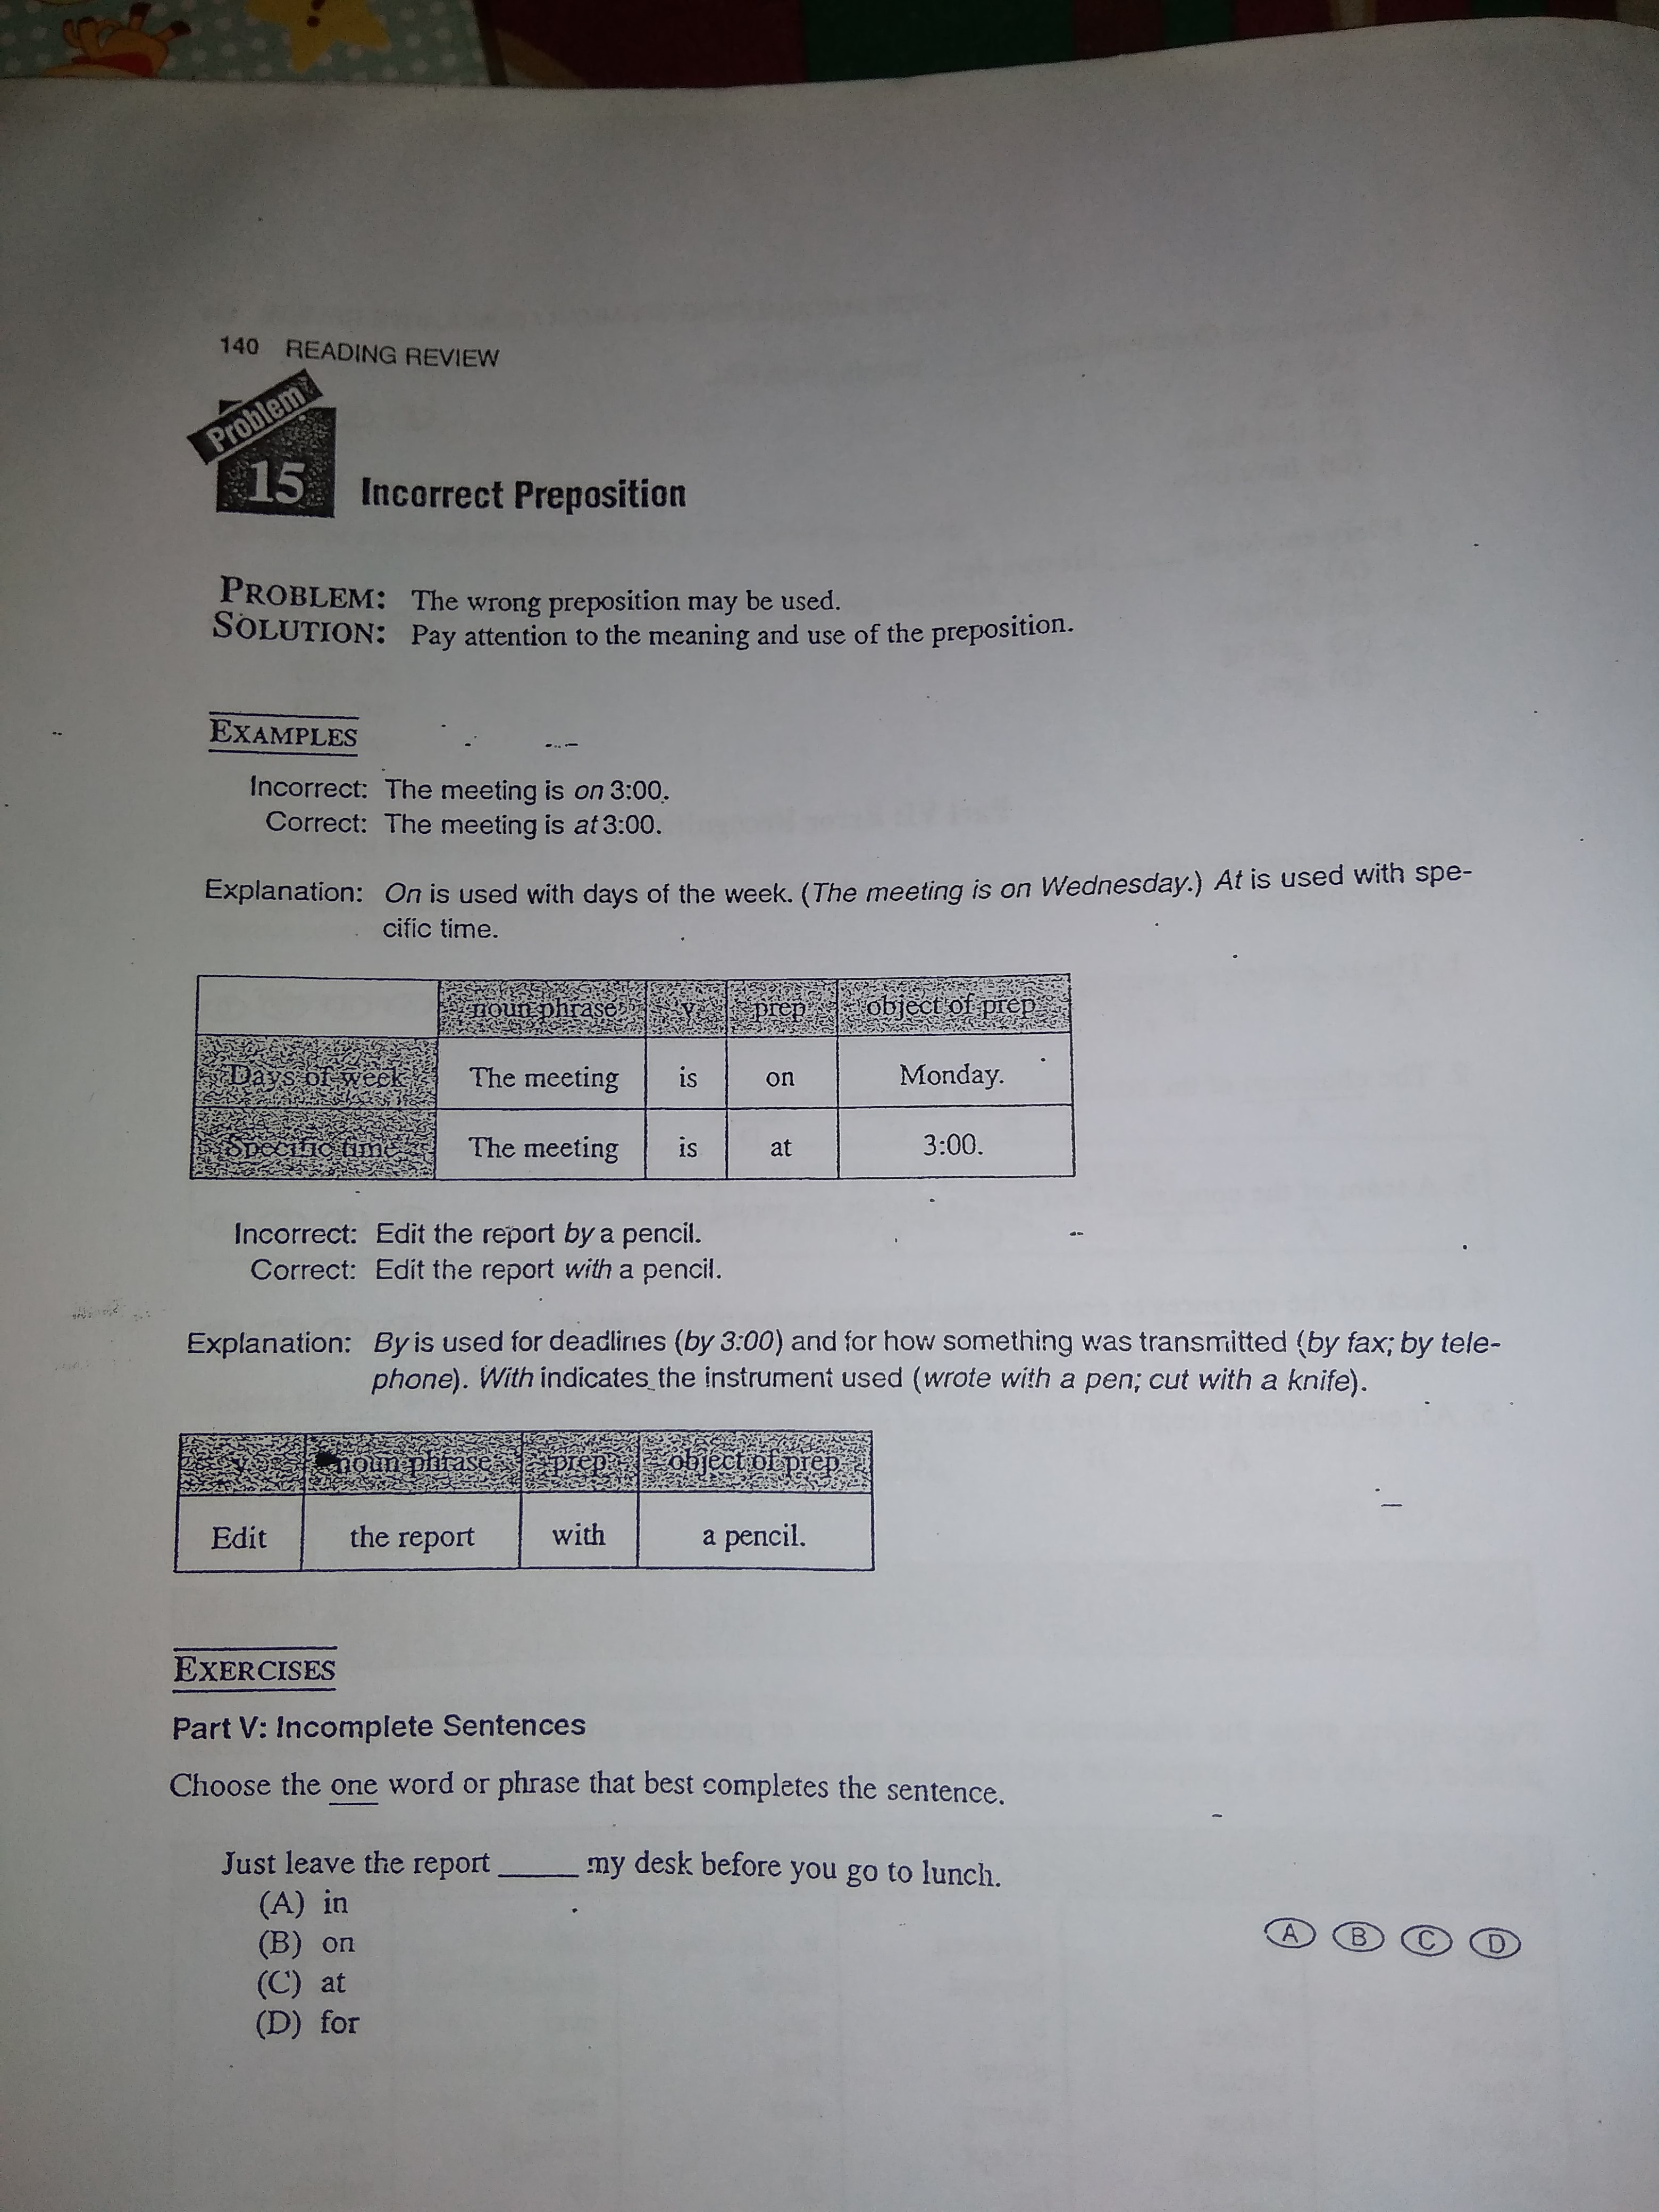 140 READING REVIEW
Problem
15 Incorrect Preposition
PROBLEM: The wrong preposition may be used.
SOLUTION: Pay attention to the meaning and use of the preposition.
EXAMPLES
Incorrect: The meeting is on 3:00.
Correct: The meeting is at 3:00.
Explanation: On is used with days of the week. (The meeting is on Wednesday.) At is used with spe-
cific time.
noun phrase v prep object of prep
Days of week The meeting is on Monday.
Specific time The meeting is at 3:00.
Incorrect: Edit the report by a pencil.
Correct: Edit the report with a pencil.
Explanation: By is used for deadlines (by 3:00) and for how something was transmitted (by fax; by tele-
phone). With indicates the instrument used (wrote with a pen; cut with a knife).
v noun phrase prep object of prep
Edit the report with a pencil.
EXERCISES
Part V: Incomplete Sentences
Choose the one word or phrase that best completes the sentence.
Just leave the report _____ my desk before you go to lunch.
(A) in
(B) on
(C) at
(D) for
A B C D